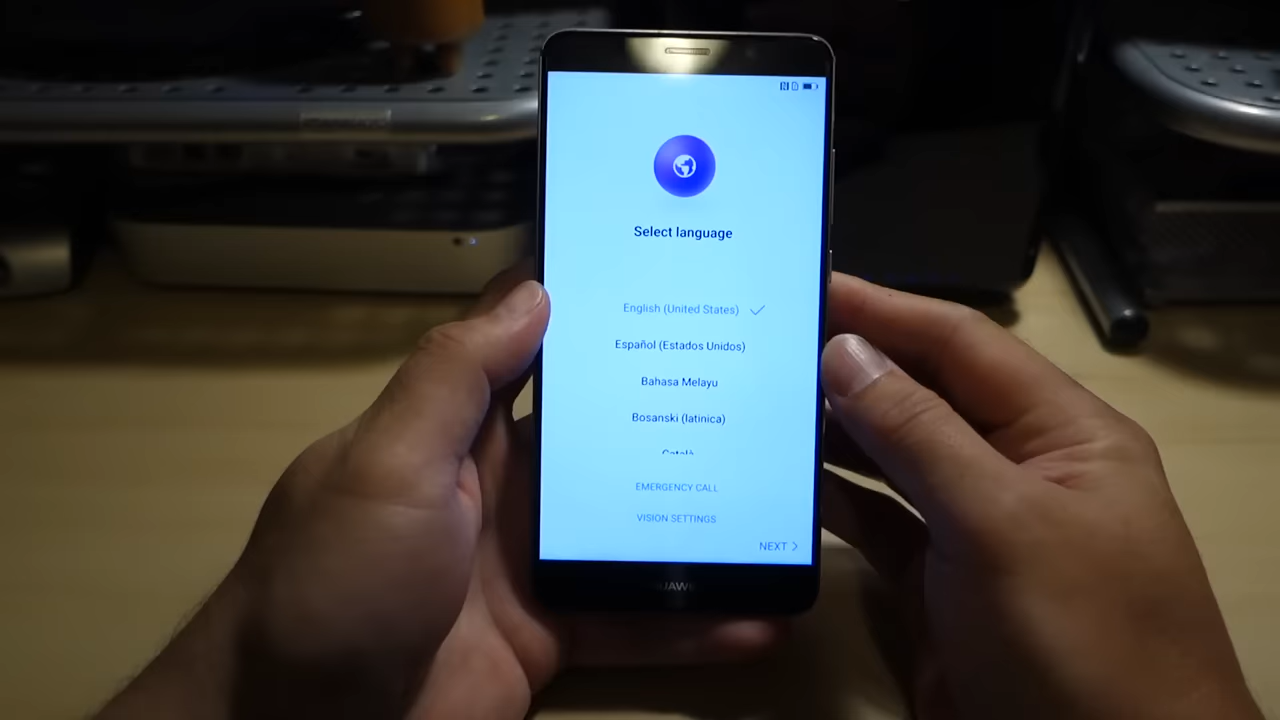 Select language
English (United States)
Español (Estados Unidos)
Bahasa Melayu
Bosanski (latinica)
EMERGENCY CALL
VISION SETTINGS
NEXT